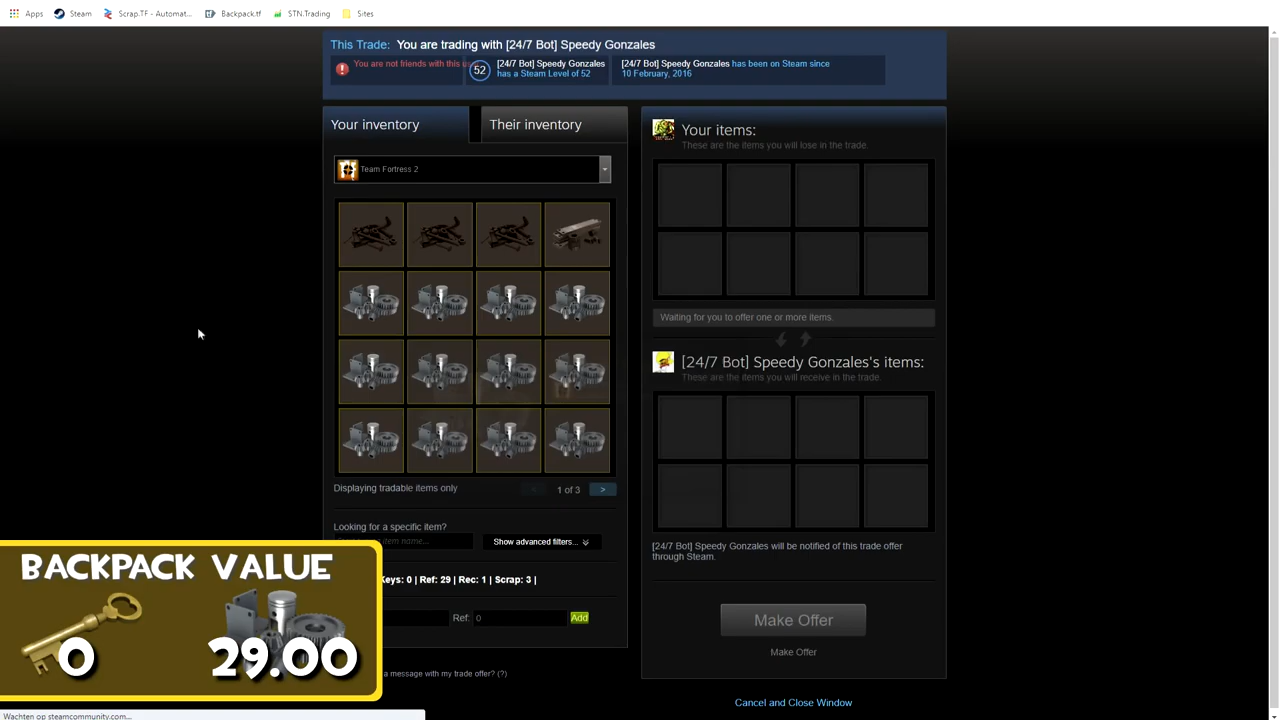 Apps
Steam
Scrap.TF - Automat...
Backpack.tf
STN.Trading
Sites
This Trade: You are trading with [24/7 Bot] Speedy Gonzales
You are not friends with this
52
[24/7 Bot] Speedy Gonzales
has a Steam Level of 52
[24/7 Bot] Speedy Gonzales has been on Steam since
10 February, 2016
Your inventory
Their inventory
Team Fortress 2
Your items:
These are the items you will lose in the trade.
Waiting for you to offer one or more items.
[24/7 Bot] Speedy Gonzales's items:
These are the items you will receive in the trade.
Displaying tradable items only
<
1 of 3
>
Looking for a specific item?
item name...
Show advanced filters...
[24/7 Bot] Speedy Gonzales will be notified of this trade offer
through Steam.
Keys: 0 | Ref: 29 | Rec: 1 | Scrap: 3 |
Ref: 0
Add
Make Offer
Make Offer
a message with my trade offer? (?)
Cancel and Close Window
BACKPACK VALUE
0
29.00
Wachten op steamcommunity.com...